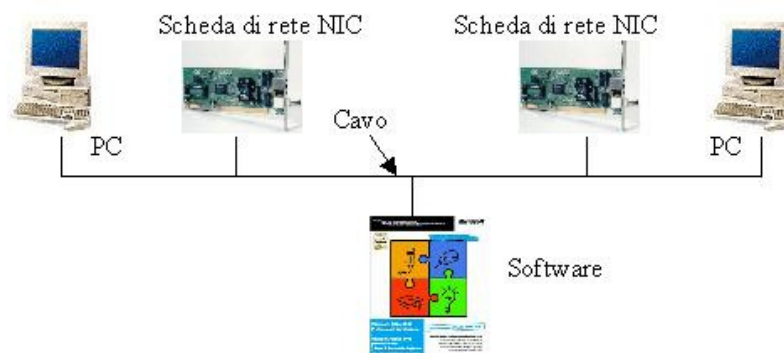 Scheda di rete NIC
Scheda di rete NIC
Cavo
PC
PC
Software